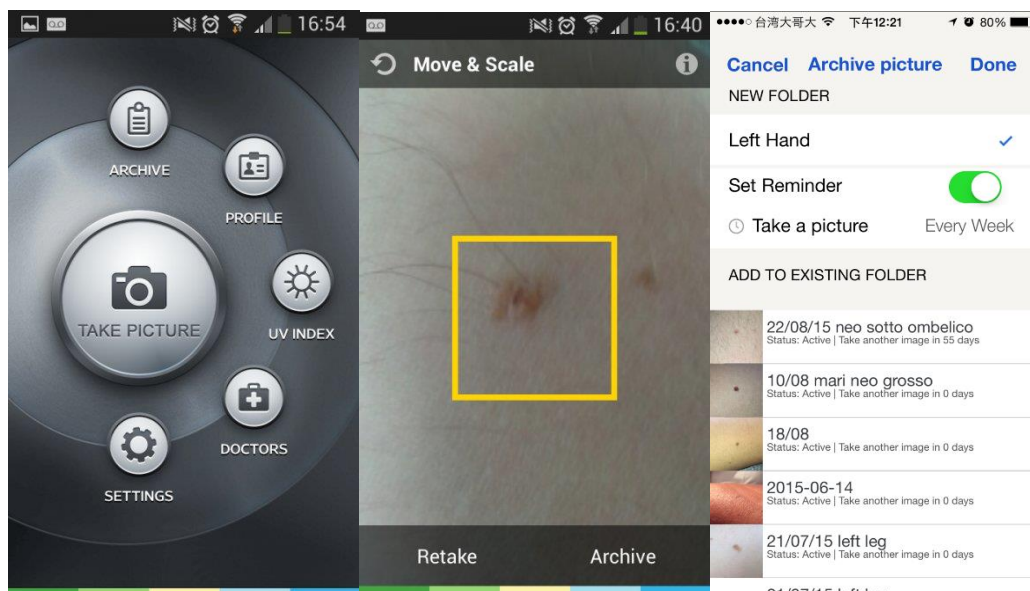 16:54
ARCHIVE
PROFILE
TAKE PICTURE
UV INDEX
DOCTORS
SETTINGS
16:40
Move & Scale
Retake
Archive
台湾大哥大 下午12:21 80%
Cancel Archive picture Done
NEW FOLDER
Left Hand
Set Reminder
Take a picture Every Week
ADD TO EXISTING FOLDER
22/08/15 neo sotto ombelico
Status: Active | Take another image in 55 days
10/08 mari neo grosso
Status: Active | Take another image in 0 days
18/08
Status: Active | Take another image in 0 days
2015-06-14
Status: Active | Take another image in 0 days
21/07/15 left leg
Status: Active | Take another image in 0 days